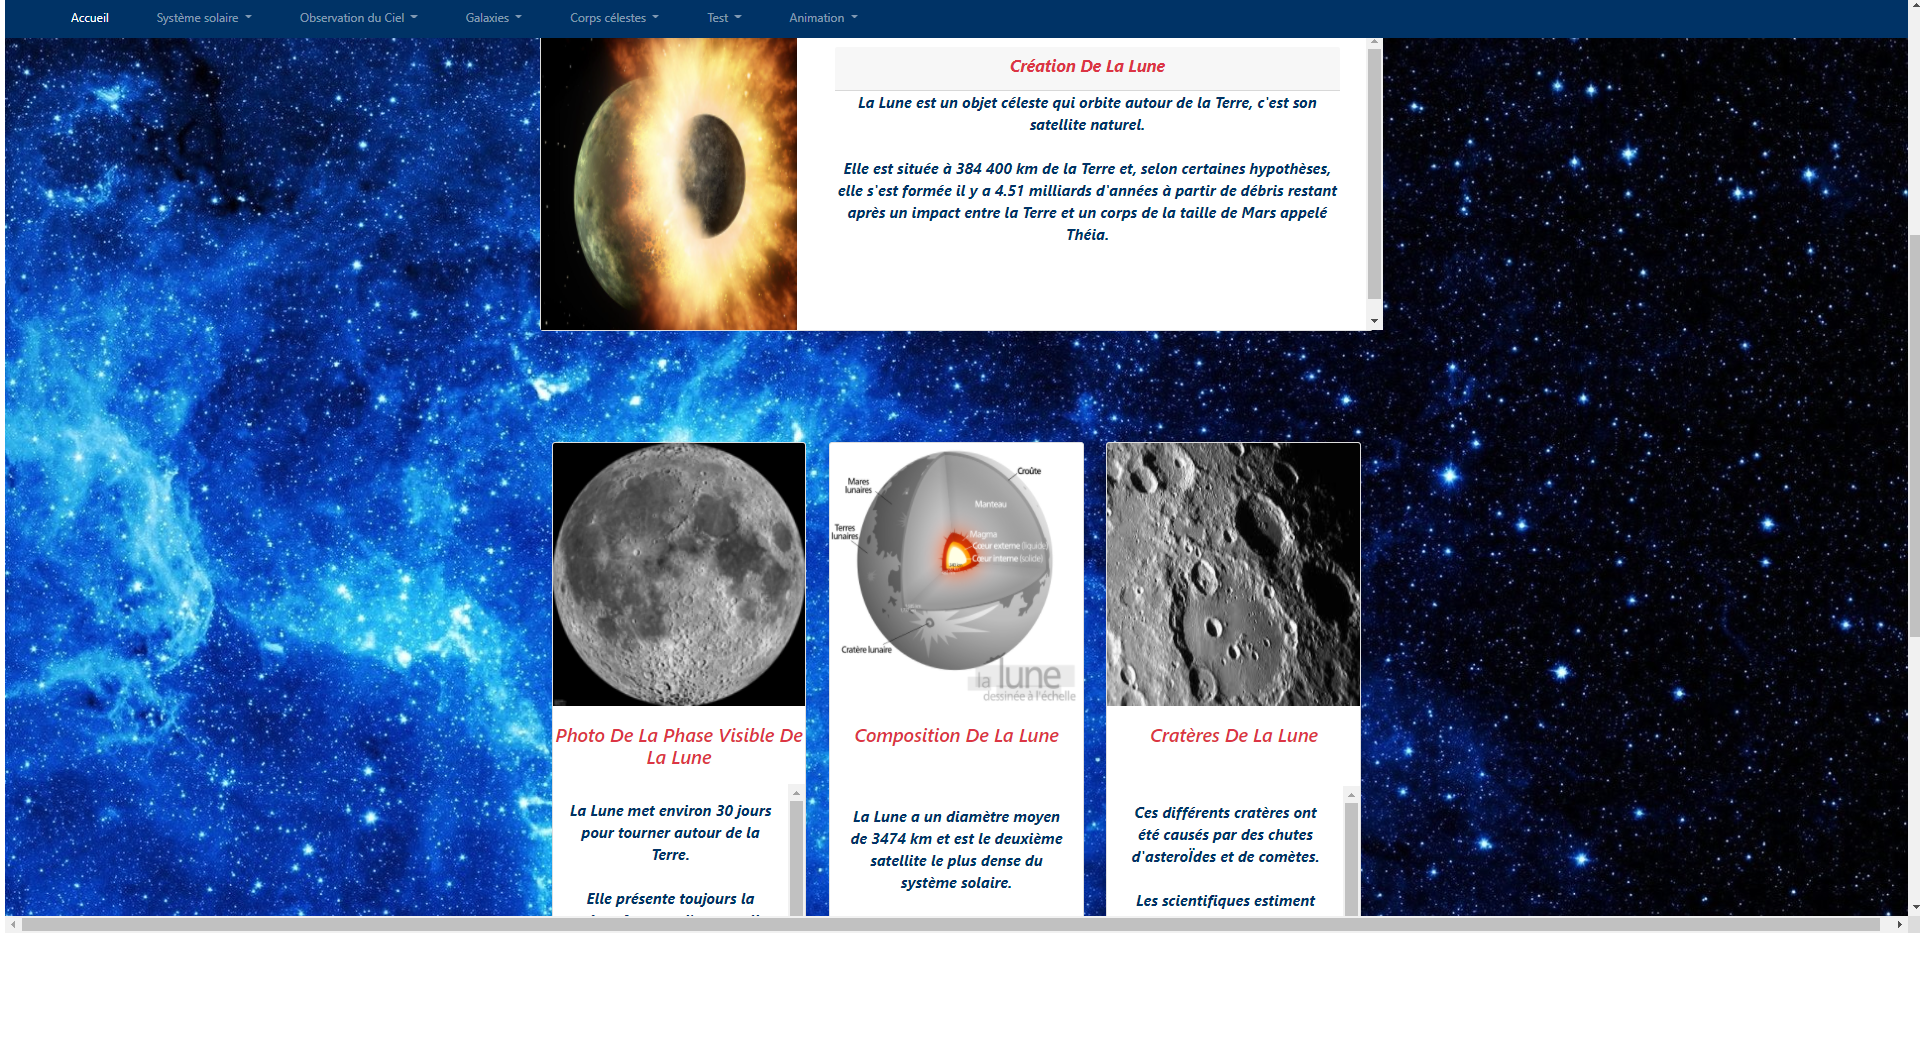 Accueil Système solaire Observation du Ciel Galaxies Corps célestes Test Animation
Création De La Lune
La Lune est un objet céleste qui orbite autour de la Terre, c'est son
satellite naturel.
Elle est située à 384 400 km de la Terre et, selon certaines hypothèses,
elle s'est formée il y a 4.51 milliards d'années à partir de débris restant
après un impact entre la Terre et un corps de la taille de Mars appelé
Théia.
Croûte
Mares
lunaires
Manteau
Terres
lunaires
Magma
Cœur externe (liquide)
Cœur interne (solide)
Cratère lunaire
la lune
dessinée à l'échelle
Photo De La Phase Visible De
La Lune
La Lune met environ 30 jours
pour tourner autour de la
Terre.
Elle présente toujours la
Composition De La Lune
La Lune a un diamètre moyen
de 3474 km et est le deuxième
satellite le plus dense du
système solaire.
Cratères De La Lune
Ces différents cratères ont
été causés par des chutes
d'asteroÏdes et de comètes.
Les scientifiques estiment